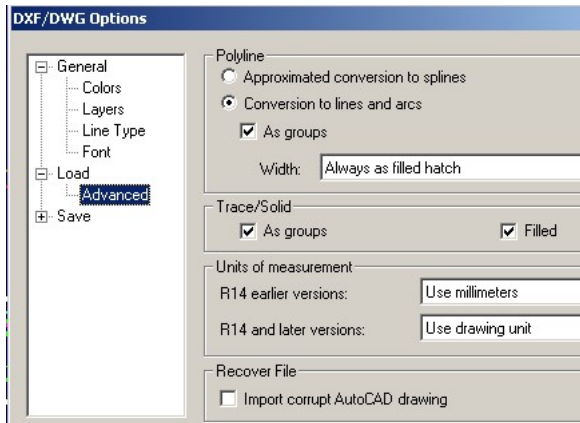 DXF/DWG Options
General
Colors
Layers
Line Type
Font
Load
Advanced
Save
Polyline
Approximated conversion to splines
Conversion to lines and arcs
As groups
Width: Always as filled hatch
Trace/Solid
As groups Filled
Units of measurement
R14 earlier versions: Use millimeters
R14 and later versions: Use drawing unit
Recover File
Import corrupt AutoCAD drawing